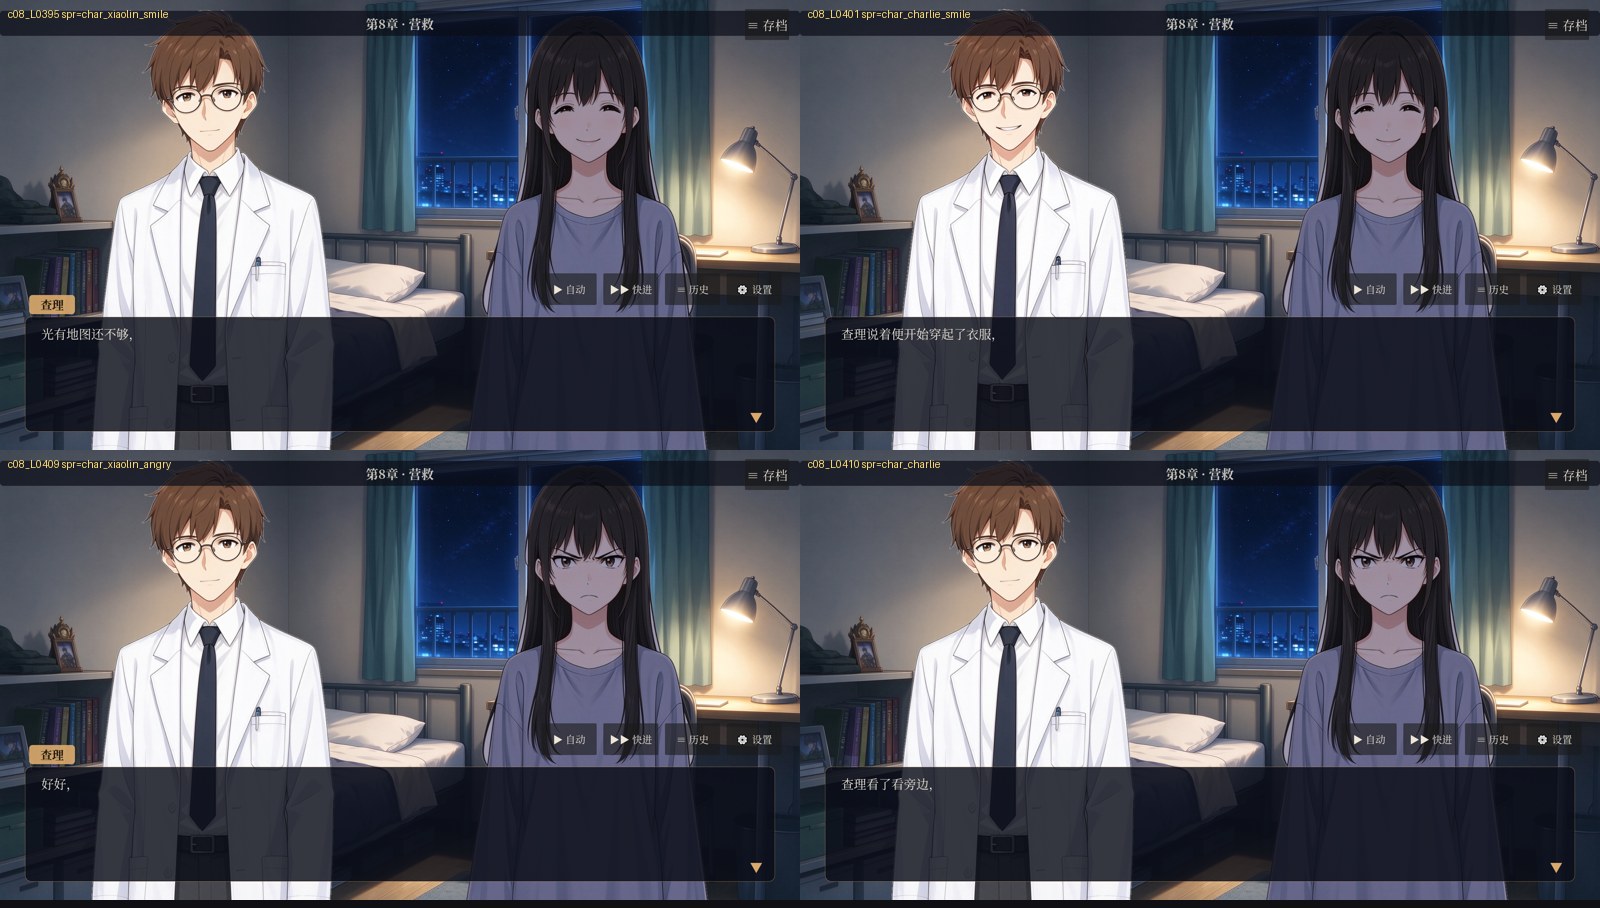 c08_L0395 spr=char_xiaolin_smile
第8章·营救
≡ 存档
▶ 自动
▶▶ 快进
≡ 历史
设置
查理
光有地图还不够,
c08_L0401 spr=char_charlie_smile
第8章·营救
≡ 存档
▶ 自动
▶▶ 快进
≡ 历史
设置
查理说着便开始穿起了衣服,
c08_L0409 spr=char_xiaolin_angry
第8章·营救
≡ 存档
▶ 自动
▶▶ 快进
≡ 历史
设置
查理
好好,
c08_L0410 spr=char_charlie
第8章·营救
≡ 存档
▶ 自动
▶▶ 快进
≡ 历史
设置
查理看了看旁边,